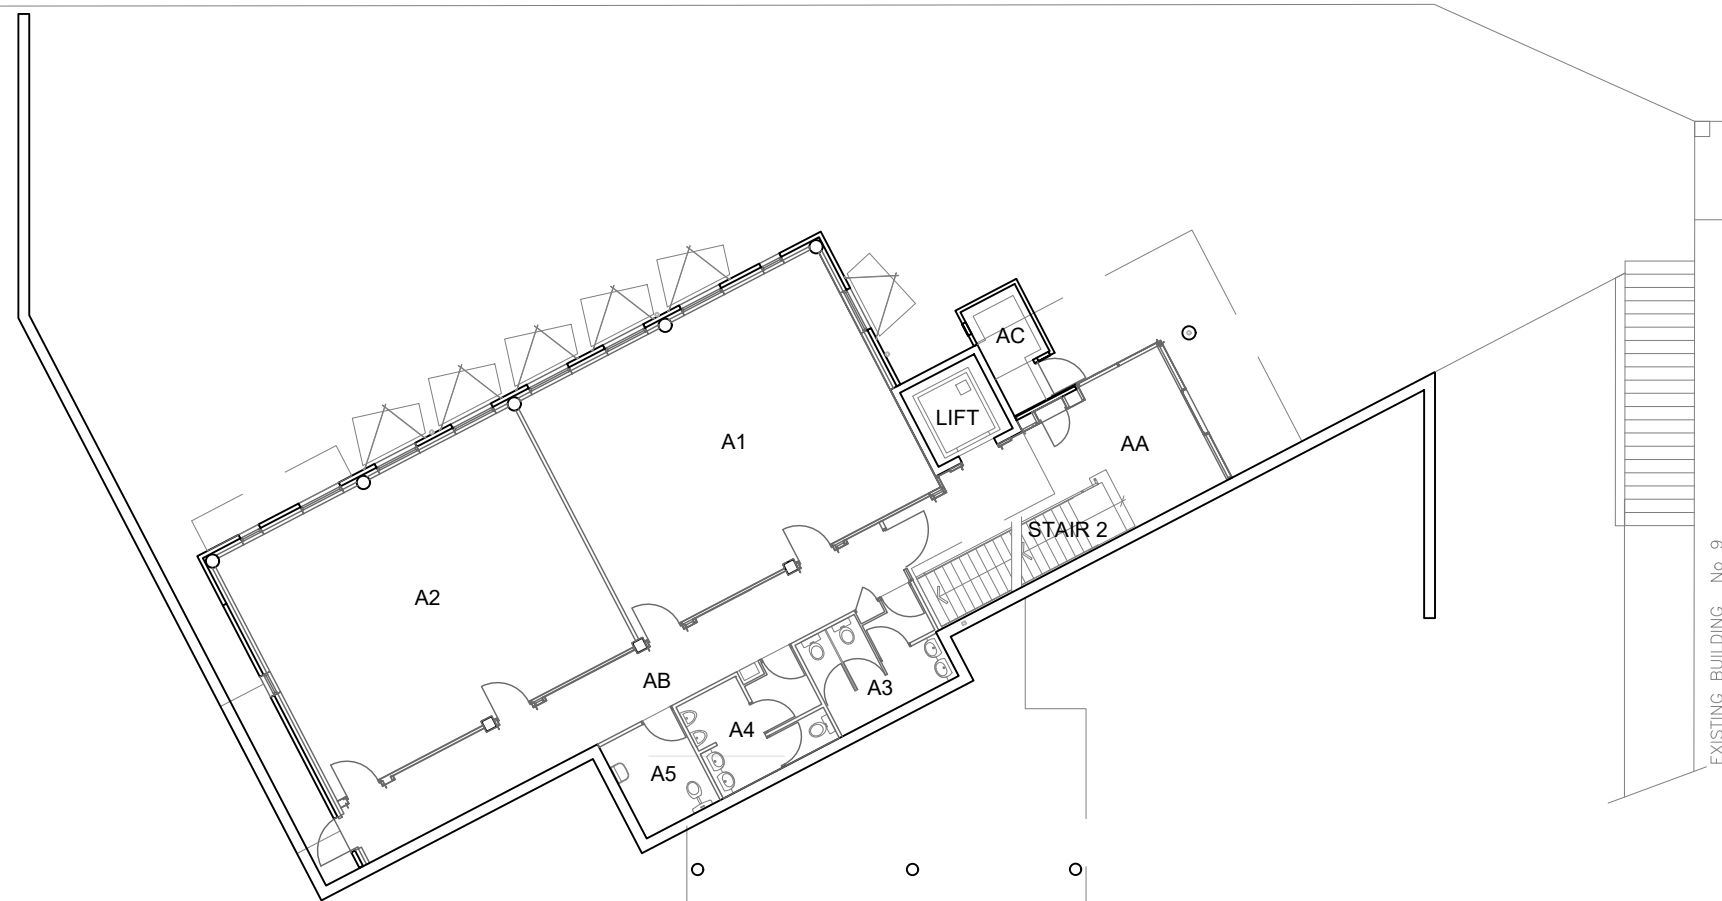 AC
LIFT
A1
AA
STAIR 2
A2
AB
A3
A4
A5
EXISTING BUILDING No 9